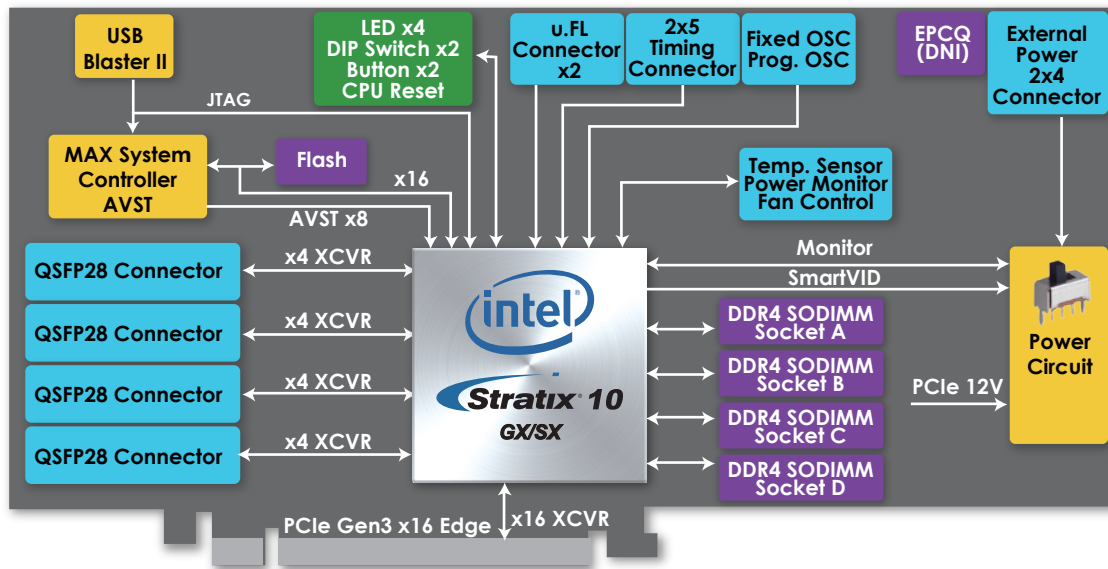 USB
Blaster II
LED x4
DIP Switch x2
Button x2
CPU Reset
u.FL
Connector
x2
2x5
Timing
Connector
Fixed OSC
Prog. OSC
EPCQ
(DNI)
External
Power
2x4
Connector
JTAG
MAX System
Controller
AVST
Flash
x16
AVST x8
Temp. Sensor
Power Monitor
Fan Control
QSFP28 Connector
x4 XCVR
QSFP28 Connector
x4 XCVR
QSFP28 Connector
x4 XCVR
QSFP28 Connector
x4 XCVR
intel
Stratix® 10
GX/SX
Monitor
SmartVID
DDR4 SODIMM
Socket A
DDR4 SODIMM
Socket B
DDR4 SODIMM
Socket C
DDR4 SODIMM
Socket D
Power
Circuit
PCIe 12V
PCIe Gen3 x16 Edge
x16 XCVR